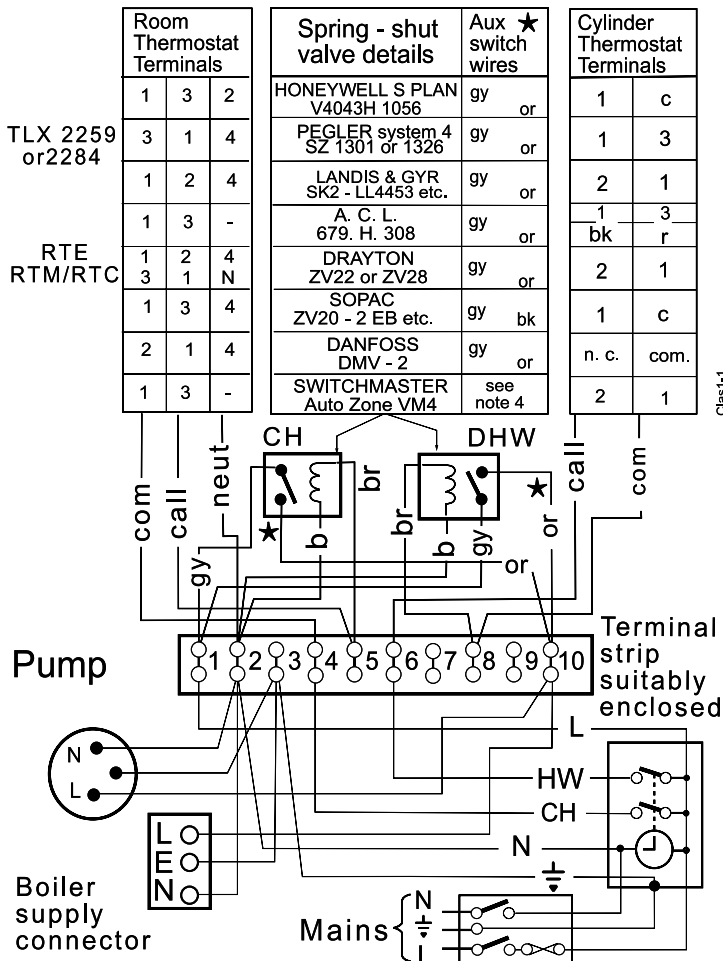 Room
Thermostat
Terminals
Spring - shut
valve details
Aux ★
switch
wires
Cylinder
Thermostat
Terminals
1 3 2
HONEYWELL S PLAN
V4043H 1056
gy or
1 c
TLX 2259
or2284
3 1 4
PEGLER system 4
SZ 1301 or 1326
gy or
1 3
1 2 4
LANDIS & GYR
SK2 - LL4453 etc.
gy or
2 1
1 3 -
A. C. L.
679. H. 308
gy or
1 3
bk r
RTE
RTM/RTC
1 2 4
3 1 N
DRAYTON
ZV22 or ZV28
gy or
2 1
1 3 4
SOPAC
ZV20 - 2 EB etc.
gy bk
1 c
2 1 4
DANFOSS
DMV - 2
gy or
n. c. com.
1 3 -
SWITCHMASTER
Auto Zone VM4
see
note 4
2 1
Clas1-1
CH
DHW
com
call
neut
gy
★
b
br
br
b
gy
★
or
or
call
com
Pump
1 2 3 4 5 6 7 8 9 10
Terminal
strip
suitably
enclosed
L
N
L
HW
CH
N
L
E
N
Boiler
supply
connector
Mains
N
L